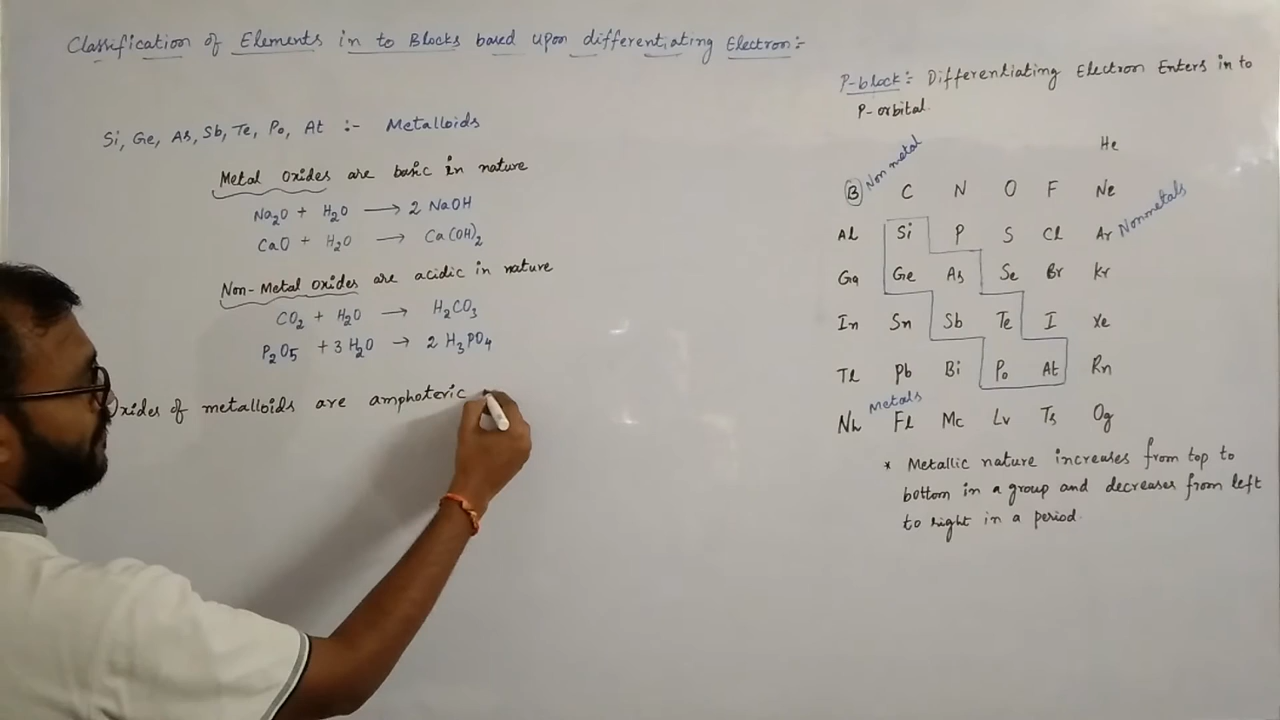 Classification of Elements in to Blocks based upon differentiating Electron:-
Si, Ge, As, Sb, Te, Po, At :- Metalloids
Metal oxides are basic in nature
Na2O + H2O → 2 NaOH
CaO + H2O → Ca(OH)2
Non-Metal oxides are acidic in nature
CO2 + H2O → H2CO3
P2O5 + 3 H2O → 2 H3PO4
Oxides of metalloids are amphoteric
P-block:- Differentiating Electron Enters in to
P-orbital.
He
B Non metal C N O F Ne
Al Si P S Cl Ar Nonmetals
Ga Ge As Se Br Kr
In Sn Sb Te I Xe
Tl Pb Bi Po At Rn
Metals
Nh Fl Mc Lv Ts Og
* Metallic nature increases from top to
bottom in a group and decreases from left
to right in a period.